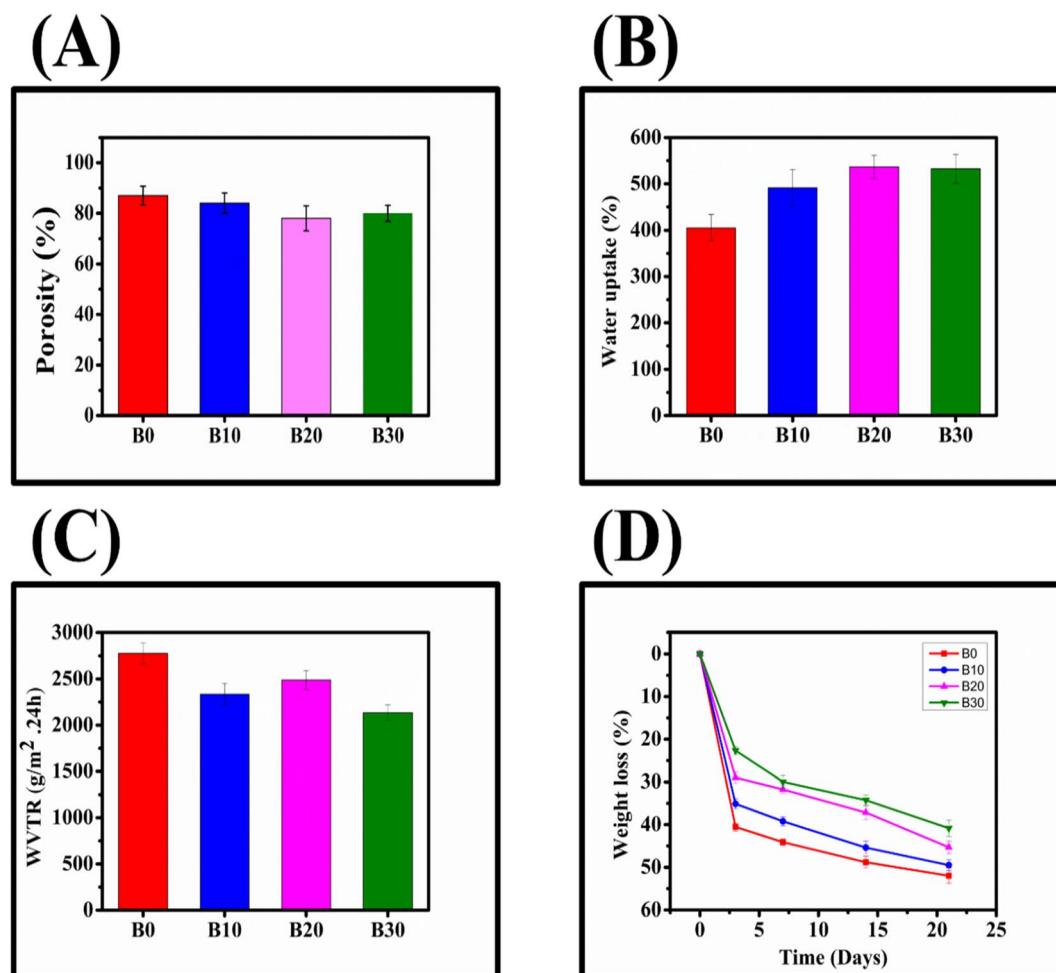 (A)
Porosity (%)
100
80
60
40
20
0
B0 B10 B20 B30
(B)
Water uptake (%)
600
500
400
300
200
100
0
B0 B10 B20 B30
(C)
WVTR (g/m² .24h)
3000
2500
2000
1500
1000
500
0
B0 B10 B20 B30
(D)
Weight loss (%)
0
10
20
30
40
50
60
B0
B10
B20
B30
0 5 10 15 20 25
Time (Days)